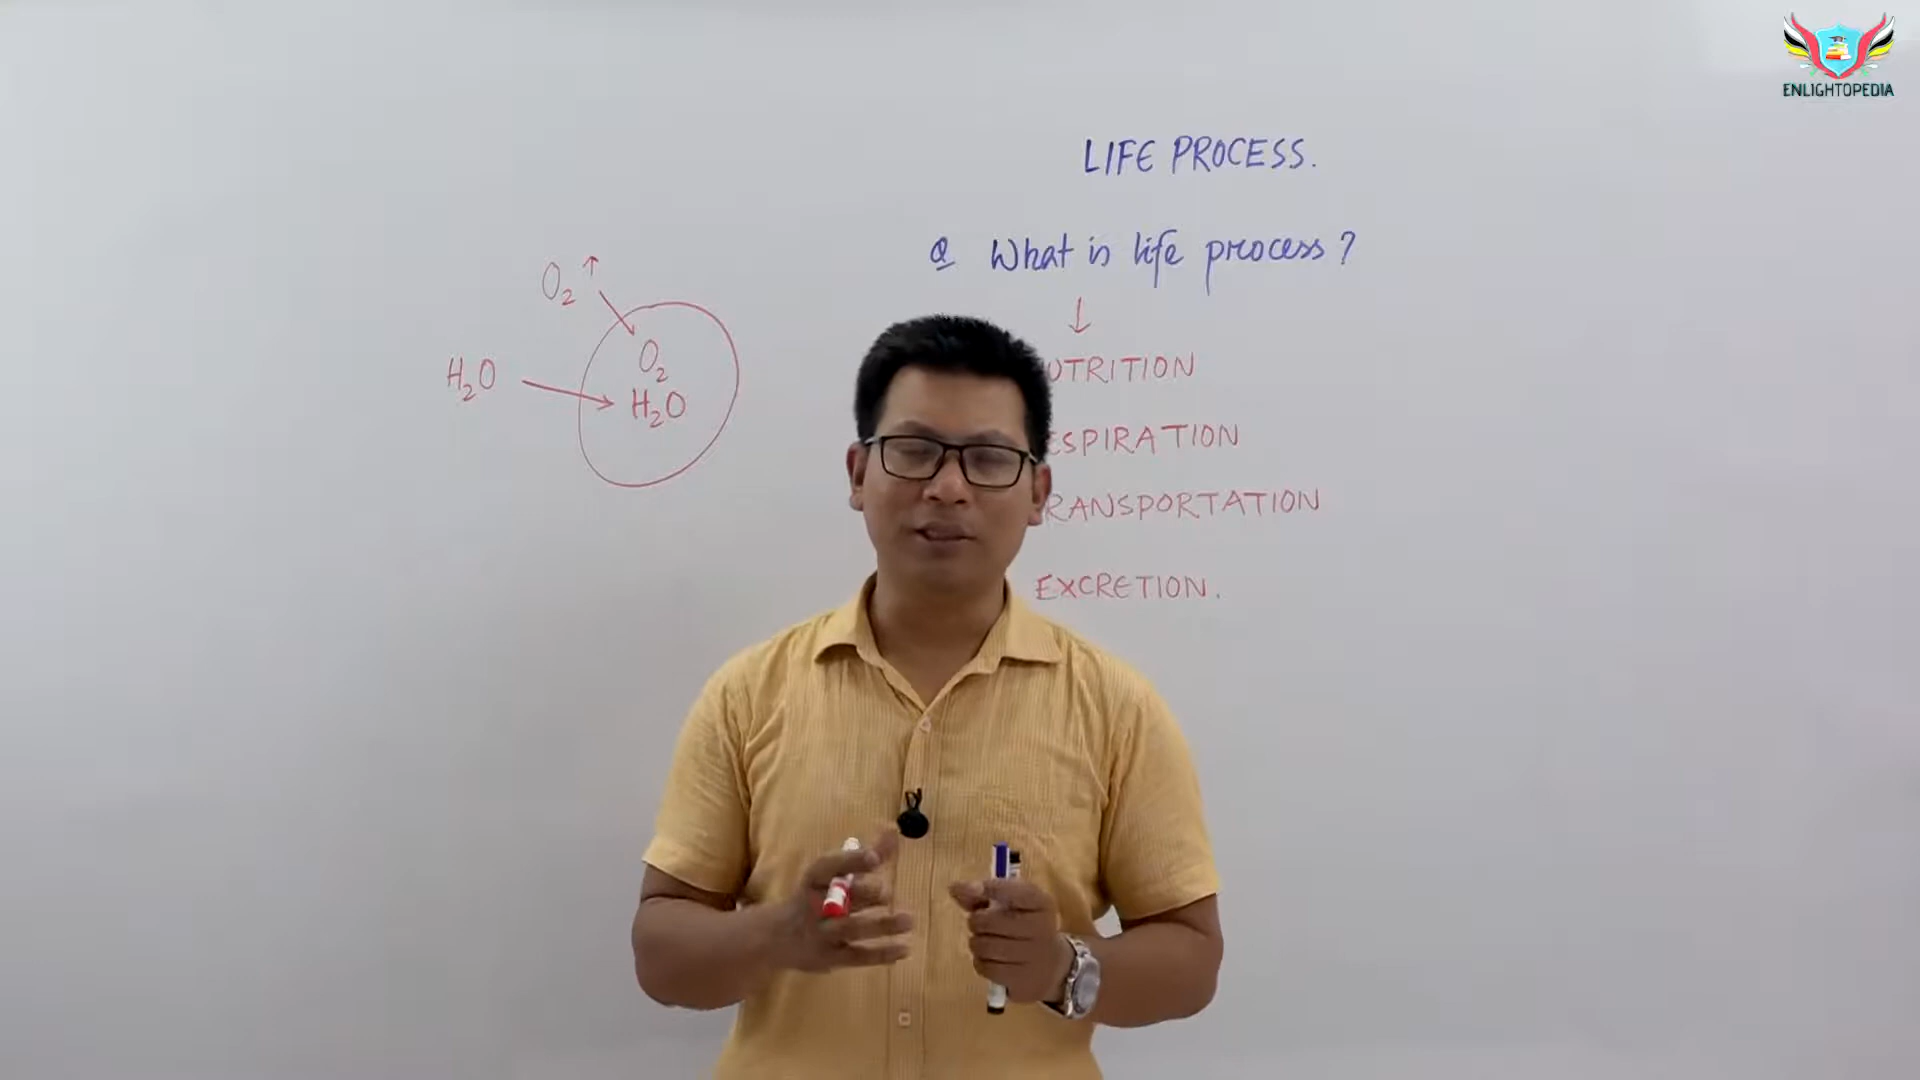 ENLIGHTOPEDIA
LIFE PROCESS.
Q What is life process?
O₂ ↑
O₂
H₂O
H₂O
UTRITION
ESPIRATION
RANSPORTATION
EXCRETION.